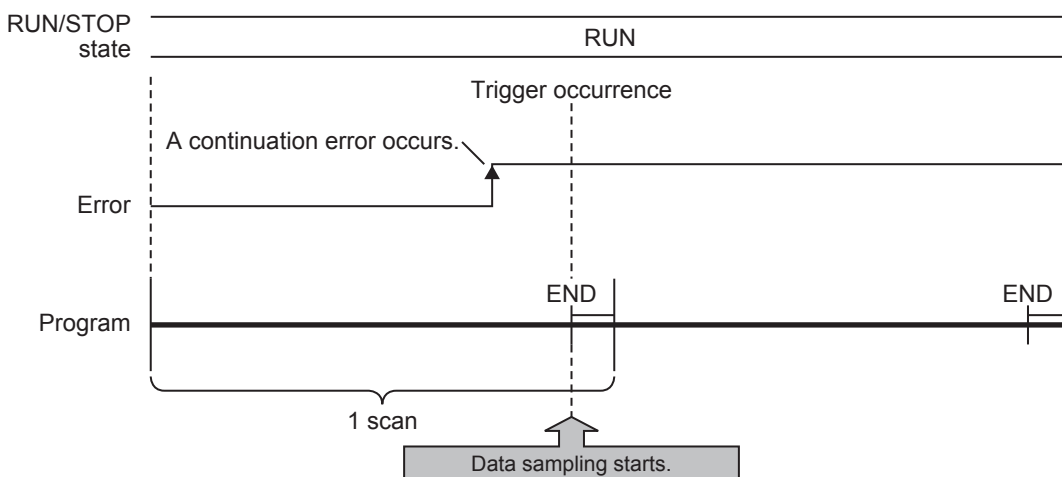 RUN/STOP
state
RUN
Trigger occurrence
A continuation error occurs.
Error
END
END
Program
1 scan
Data sampling starts.